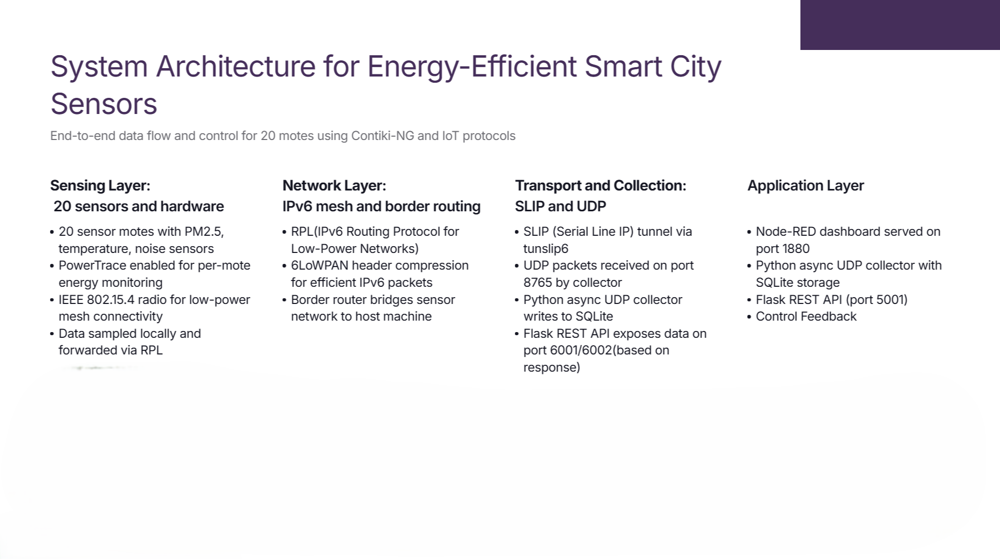 System Architecture for Energy-Efficient Smart City
Sensors
End-to-end data flow and control for 20 motes using Contiki-NG and IoT protocols
Sensing Layer:
20 sensors and hardware
• 20 sensor motes with PM2.5,
temperature, noise sensors
• PowerTrace enabled for per-mote
energy monitoring
• IEEE 802.15.4 radio for low-power
mesh connectivity
• Data sampled locally and
forwarded via RPL
Network Layer:
IPv6 mesh and border routing
• RPL(IPv6 Routing Protocol for
Low-Power Networks)
• 6LoWPAN header compression
for efficient IPv6 packets
• Border router bridges sensor
network to host machine
Transport and Collection:
SLIP and UDP
• SLIP (Serial Line IP) tunnel via
tunslip6
• UDP packets received on port
8765 by collector
• Python async UDP collector
writes to SQLite
• Flask REST API exposes data on
port 6001/6002(based on
response)
Application Layer
• Node-RED dashboard served on
port 1880
• Python async UDP collector with
SQLite storage
• Flask REST API (port 5001)
• Control Feedback